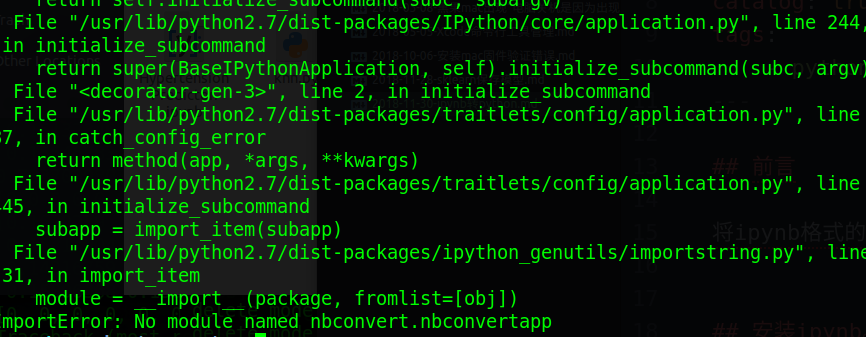 return self.initialize_subcommand(subc, subargv)
File "/usr/lib/python2.7/dist-packages/IPython/core/application.py", line 244,
in initialize_subcommand
return super(BaseIPythonApplication, self).initialize_subcommand(subc, argv)
File "<decorator-gen-3>", line 2, in initialize_subcommand
File "/usr/lib/python2.7/dist-packages/traitlets/config/application.py", line
87, in catch_config_error
return method(app, *args, **kwargs)
File "/usr/lib/python2.7/dist-packages/traitlets/config/application.py", line
445, in initialize_subcommand
subapp = import_item(subapp)
File "/usr/lib/python2.7/dist-packages/ipython_genutils/importstring.py", line
31, in import_item
module = __import__(package, fromlist=[obj])
ImportError: No module named nbconvert.nbconvertapp
tags:
## 前言
将ipynb格式的
## 安装ipynb